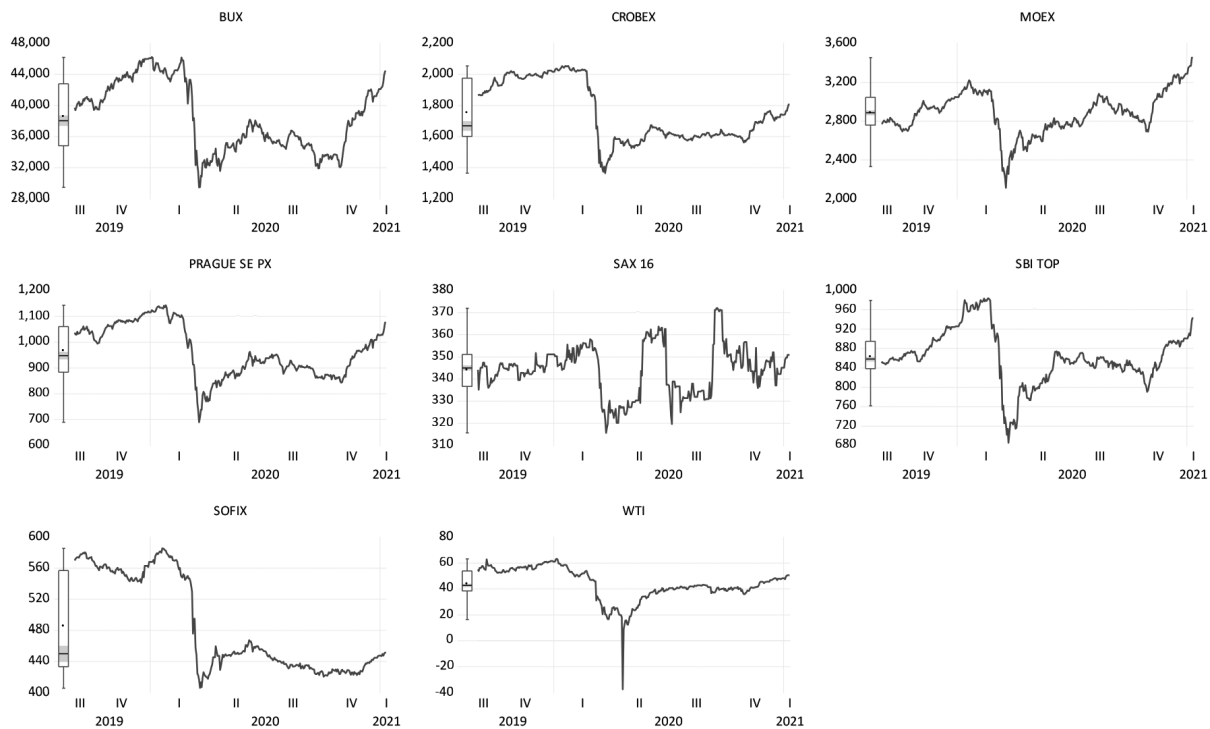 BUX
48,000
44,000
40,000
36,000
32,000
28,000
III IV I II III IV I
2019 2020 2021
CROBEX
2,200
2,000
1,800
1,600
1,400
1,200
III IV I II III IV I
2019 2020 2021
MOEX
3,600
3,200
2,800
2,400
2,000
III IV I II III IV I
2019 2020 2021
PRAGUE SE PX
1,200
1,100
1,000
900
800
700
600
III IV I II III IV I
2019 2020 2021
SAX 16
380
370
360
350
340
330
320
310
III IV I II III IV I
2019 2020 2021
SBI TOP
1,000
960
920
880
840
800
760
720
680
III IV I II III IV I
2019 2020 2021
SOFIX
600
560
520
480
440
400
III IV I II III IV I
2019 2020 2021
WTI
80
60
40
20
0
-20
-40
III IV I II III IV I
2019 2020 2021